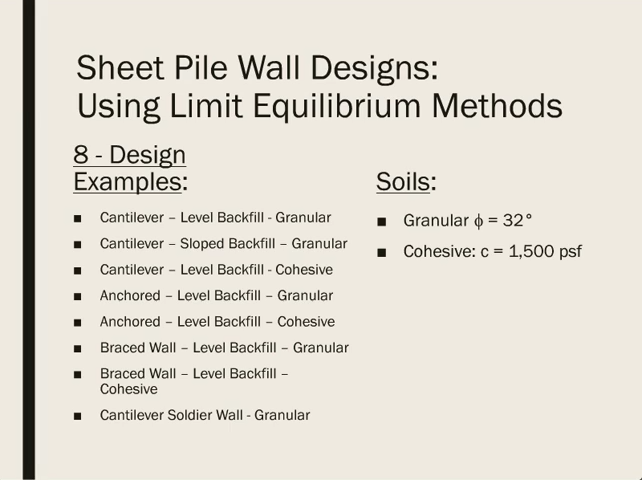 Sheet Pile Wall Designs:
Using Limit Equilibrium Methods
8 - Design
Examples:
■ Cantilever – Level Backfill - Granular
■ Cantilever – Sloped Backfill – Granular
■ Cantilever – Level Backfill - Cohesive
■ Anchored – Level Backfill – Granular
■ Anchored – Level Backfill – Cohesive
■ Braced Wall – Level Backfill – Granular
■ Braced Wall – Level Backfill –
Cohesive
■ Cantilever Soldier Wall - Granular
Soils:
■ Granular ϕ = 32°
■ Cohesive: c = 1,500 psf